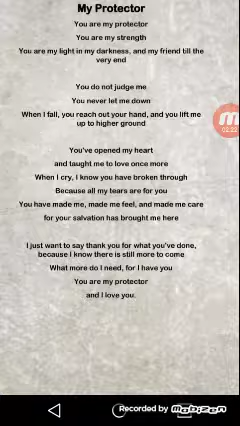 My Protector
You are my protector
You are my strength
You are my light in my darkness, and my friend till the
very end
You do not judge me
You never let me down
When I fall, you reach out your hand, and you lift me
up to higher ground
You've opened my heart
and taught me to love once more
When I cry, I know you have broken through
Because all my tears are for you
You have made me, made me feel, and made me care
for your salvation has brought me here
I just want to say thank you for what you've done,
because I know there is still more to come
What more do I need, for I have you
You are my protector
and I love you.
02:22
Recorded by mobizen